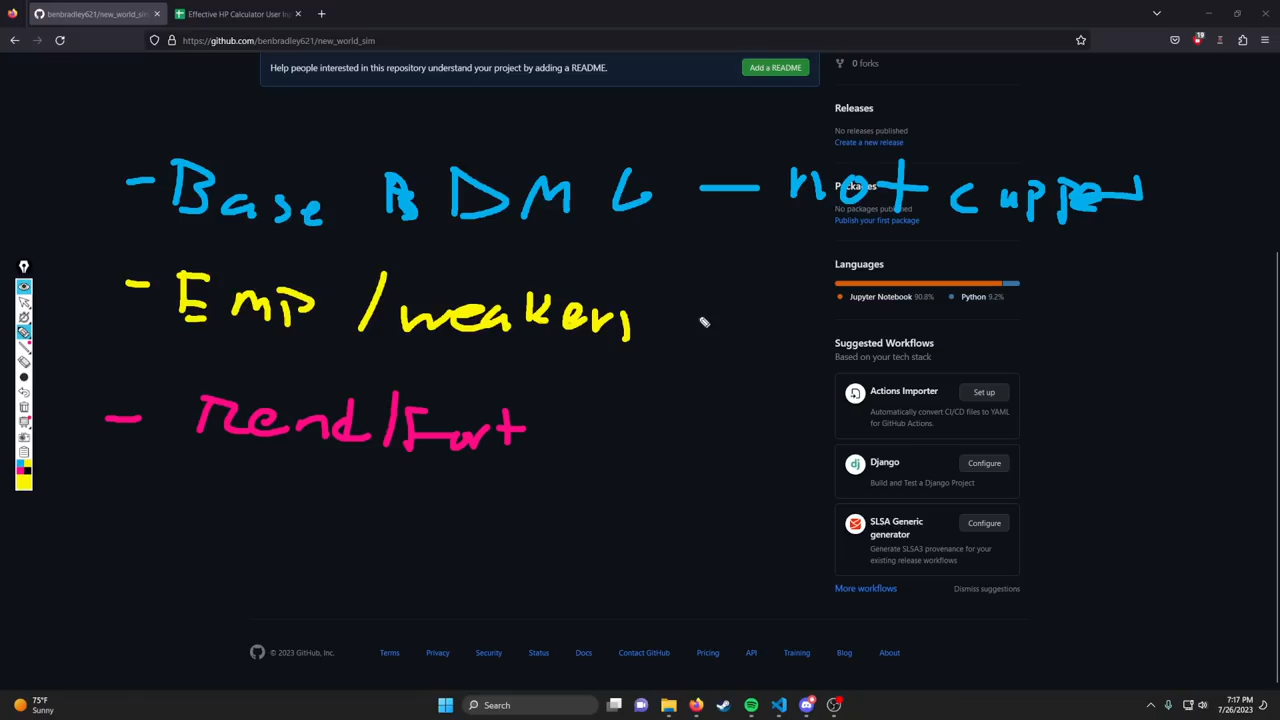 benbradley621/new_world_sim
Effective HP Calculator User Inp
https://github.com/benbradley621/new_world_sim
19
Help people interested in this repository understand your project by adding a README.
Add a README
0 forks
Releases
No releases published
Create a new release
- Base DMG — not capped
Packages
No packages published
Publish your first package
- Emp / weaken
Languages
Jupyter Notebook 90.8% Python 9.2%
Suggested Workflows
Based on your tech stack
Actions Importer Set up
Automatically convert CI/CD files to YAML
for GitHub Actions.
- Rend/Fort
Django Configure
Build and Test a Django Project
SLSA Generic
generator Configure
Generate SLSA3 provenance for your
existing release workflows
More workflows Dismiss suggestions
© 2023 GitHub, Inc. Terms Privacy Security Status Docs Contact GitHub Pricing API Training Blog About
75°F
Sunny
Search
7:17 PM
7/26/2023